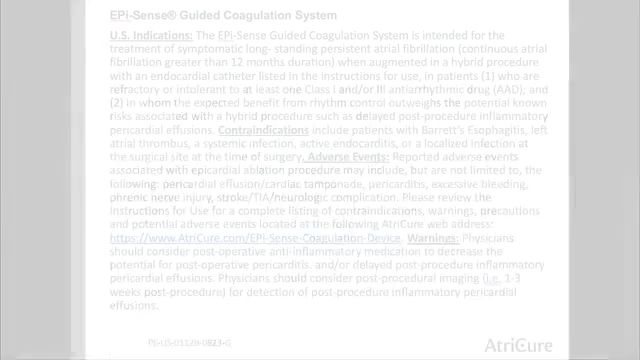 EPi-Sense® Guided Coagulation System
U.S. Indications: The EPi-Sense Guided Coagulation System is intended for the
treatment of symptomatic long- standing persistent atrial fibrillation (continuous atrial
fibrillation greater than 12 months duration) when augmented in a hybrid procedure
with an endocardial catheter listed in the Instructions for use, in patients (1) who are
refractory or intolerant to at least one Class I and/or III antiarrhythmic drug (AAD); and
(2) in whom the expected benefit from rhythm control outweighs the potential known
risks associated with a hybrid procedure such as delayed post-procedure inflammatory
pericardial effusions. Contraindications include patients with Barrett's Esophagitis, left
atrial thrombus, a systemic infection, active endocarditis, or a localized infection at
the surgical site at the time of surgery. Adverse Events: Reported adverse events
associated with epicardial ablation procedure may include, but are not limited to, the
following: pericardial effusion/cardiac tamponade, pericarditis, excessive bleeding,
phrenic nerve injury, stroke/TIA/neurologic complication. Please review the
Instructions for Use for a complete listing of contraindications, warnings, precautions
and potential adverse events located at the following AtriCure web address:
https://www.AtriCure.com/EPi-Sense-Coagulation-Device. Warnings: Physicians
should consider post-operative anti-inflammatory medication to decrease the
potential for post-operative pericarditis. and/or delayed post-procedure inflammatory
pericardial effusions. Physicians should consider post-procedural imaging (i.e. 1-3
weeks post-procedure) for detection of post-procedure inflammatory pericardial
effusions.
AtriCure